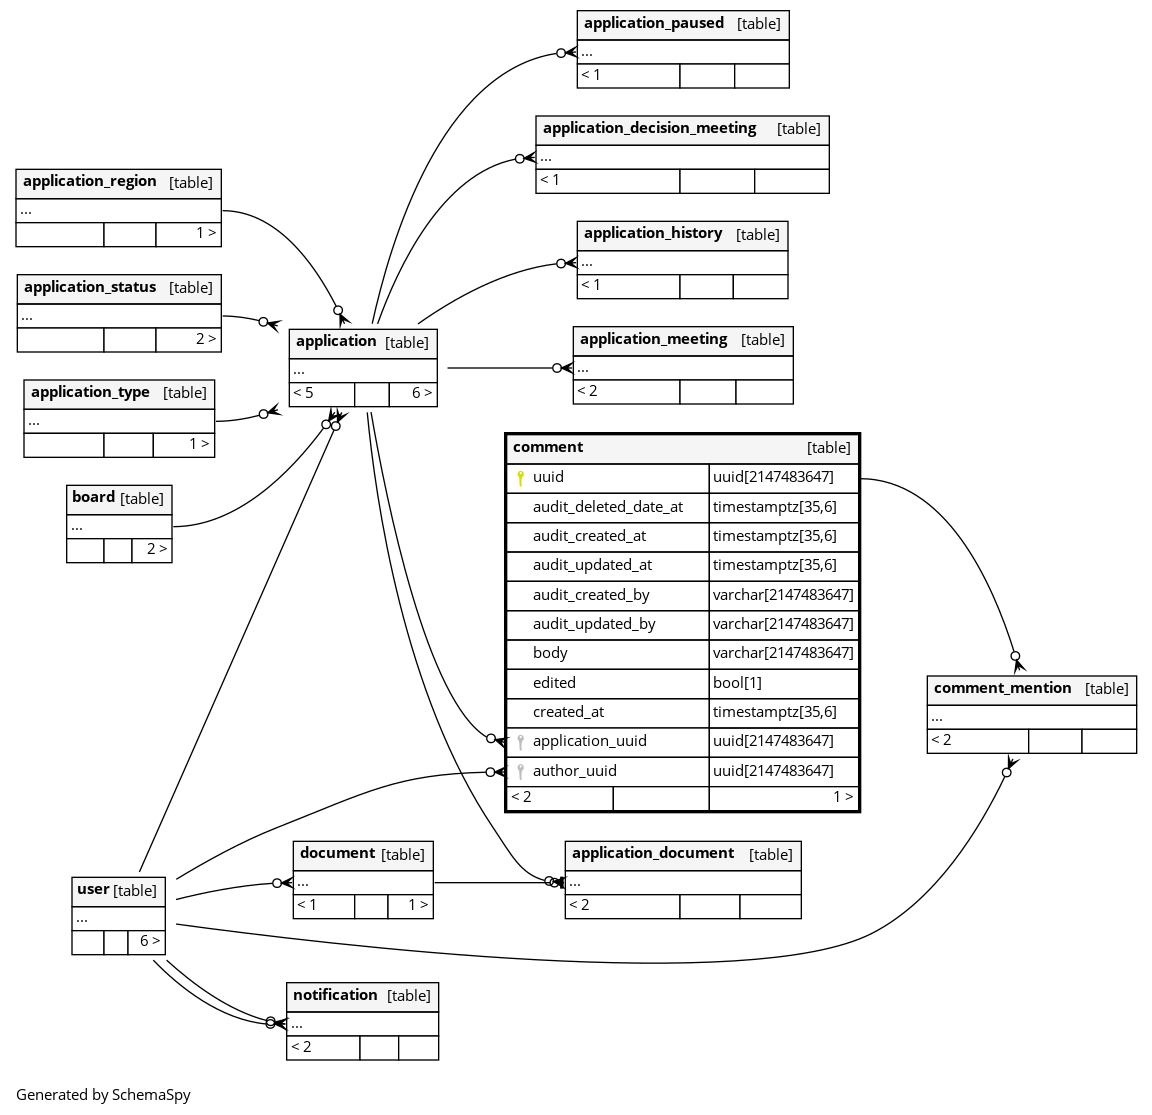 application_paused [table]
...
< 1
application_decision_meeting [table]
...
< 1
application_region [table]
...
1 >
application_history [table]
...
< 1
application_status [table]
...
2 >
application [table]
...
< 5 6 >
application_meeting [table]
...
< 2
application_type [table]
...
1 >
board [table]
...
2 >
comment [table]
uuid uuid[2147483647]
audit_deleted_date_at timestamptz[35,6]
audit_created_at timestamptz[35,6]
audit_updated_at timestamptz[35,6]
audit_created_by varchar[2147483647]
audit_updated_by varchar[2147483647]
body varchar[2147483647]
edited bool[1]
created_at timestamptz[35,6]
application_uuid uuid[2147483647]
author_uuid uuid[2147483647]
< 2 1 >
comment_mention [table]
...
< 2
document [table]
...
< 1 1 >
application_document [table]
...
< 2
user [table]
...
6 >
notification [table]
...
< 2
Generated by SchemaSpy